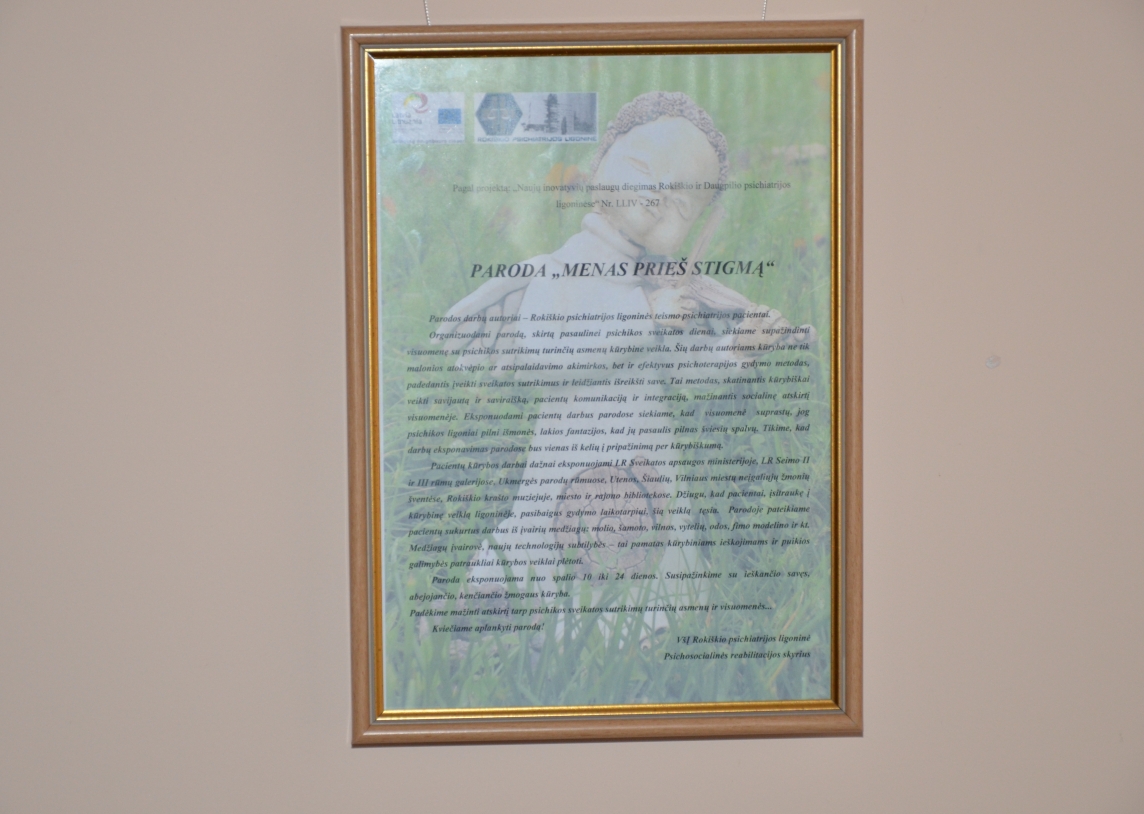 ROKIŠKIO PSICHIATRIJOS LIGONINĖ
Pagal projektą: „Naujų inovatyvių paslaugų diegimas Rokiškio ir Daugpilio psichiatrijos
ligoninėse“ Nr. LLIV - 267
PARODA „MENAS PRIEŠ STIGMĄ“
Parodos darbų autoriai – Rokiškio psichiatrijos ligoninės teismo psichiatrijos pacientai.
Organizuodami parodą, skirtą pasaulinei psichikos sveikatos dienai, siekiame supažindinti
visuomenę su psichikos sutrikimų turinčių asmenų kūrybine veikla. Šių darbų autoriams kūryba ne tik
malonios atokvėpio ar atsipalaidavimo akimirkos, bet ir efektyvus psichoterapijos gydymo metodas,
padedantis įveikti sveikatos sutrikimus ir leidžiantis išreikšti save. Tai metodas, skatinantis kūrybiškai
veikti savijautą ir saviraišką, pacientų komunikaciją ir integraciją, mažinantis socialinę atskirtį
visuomenėje. Eksponuodami pacientų darbus parodose siekiame, kad visuomenė suprastų, jog
psichikos ligoniai pilni išmonės, lakios fantazijos, kad jų pasaulis pilnas šviesių spalvų. Tikime, kad
darbų eksponavimas parodose bus vienas iš kelių į pripažinimą per kūrybiškumą.
Pacientų kūrybos darbai dažnai eksponuojami LR Sveikatos apsaugos ministerijoje, LR Seimo II
ir III rūmų galerijose, Ukmergės parodų rūmuose, Utenos, Šiaulių, Vilniaus miestų neįgaliųjų žmonių
šventėse, Rokiškio krašto muziejuje, miesto ir rajono bibliotekose. Džiugu, kad pacientai, įsitraukę į
kūrybinę veiklą ligoninėje, pasibaigus gydymo laikotarpiui, šią veiklą tęsia. Parodoje pateikiame
pacientų sukurtus darbus iš įvairių medžiagų: molio, šamoto, vilnos, vytelių, odos, fimo modelino ir kt.
Medžiagų įvairovė, naujų technologijų subtilybės – tai pamatas kūrybiniams ieškojimams ir puikios
galimybės patraukliai kūrybos veiklai plėtoti.
Paroda eksponuojama nuo spalio 10 iki 24 dienos. Susipažinkime su ieškančio savęs,
abejojančio, kenčiančio žmogaus kūryba.
Padėkime mažinti atskirtį tarp psichikos sveikatos sutrikimų turinčių asmenų ir visuomenės...
Kviečiame aplankyti parodą!
VšĮ Rokiškio psichiatrijos ligoninė
Psichosocialinės reabilitacijos skyrius